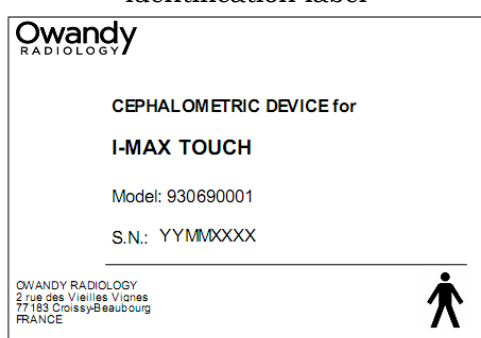 identification label
Owandy
RADIOLOGY
CEPHALOMETRIC DEVICE for
I-MAX TOUCH
Model: 930690001
S.N.: YYMMXXXX
OWANDY RADIOLOGY
2 rue des Vieilles Vignes
77183 Croissy-Beaubourg
FRANCE